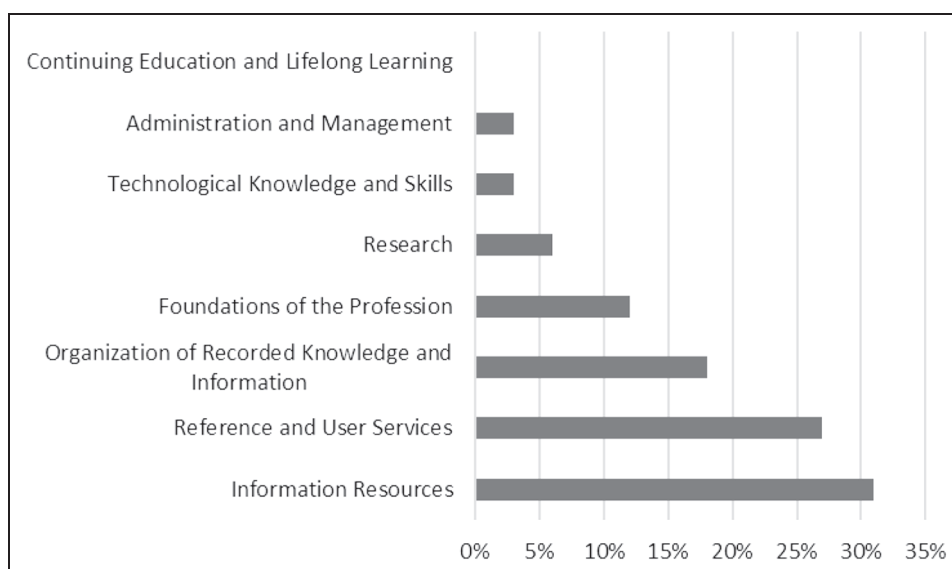 Continuing Education and Lifelong Learning
Administration and Management
Technological Knowledge and Skills
Research
Foundations of the Profession
Organization of Recorded Knowledge and
Information
Reference and User Services
Information Resources
0% 5% 10% 15% 20% 25% 30% 35%